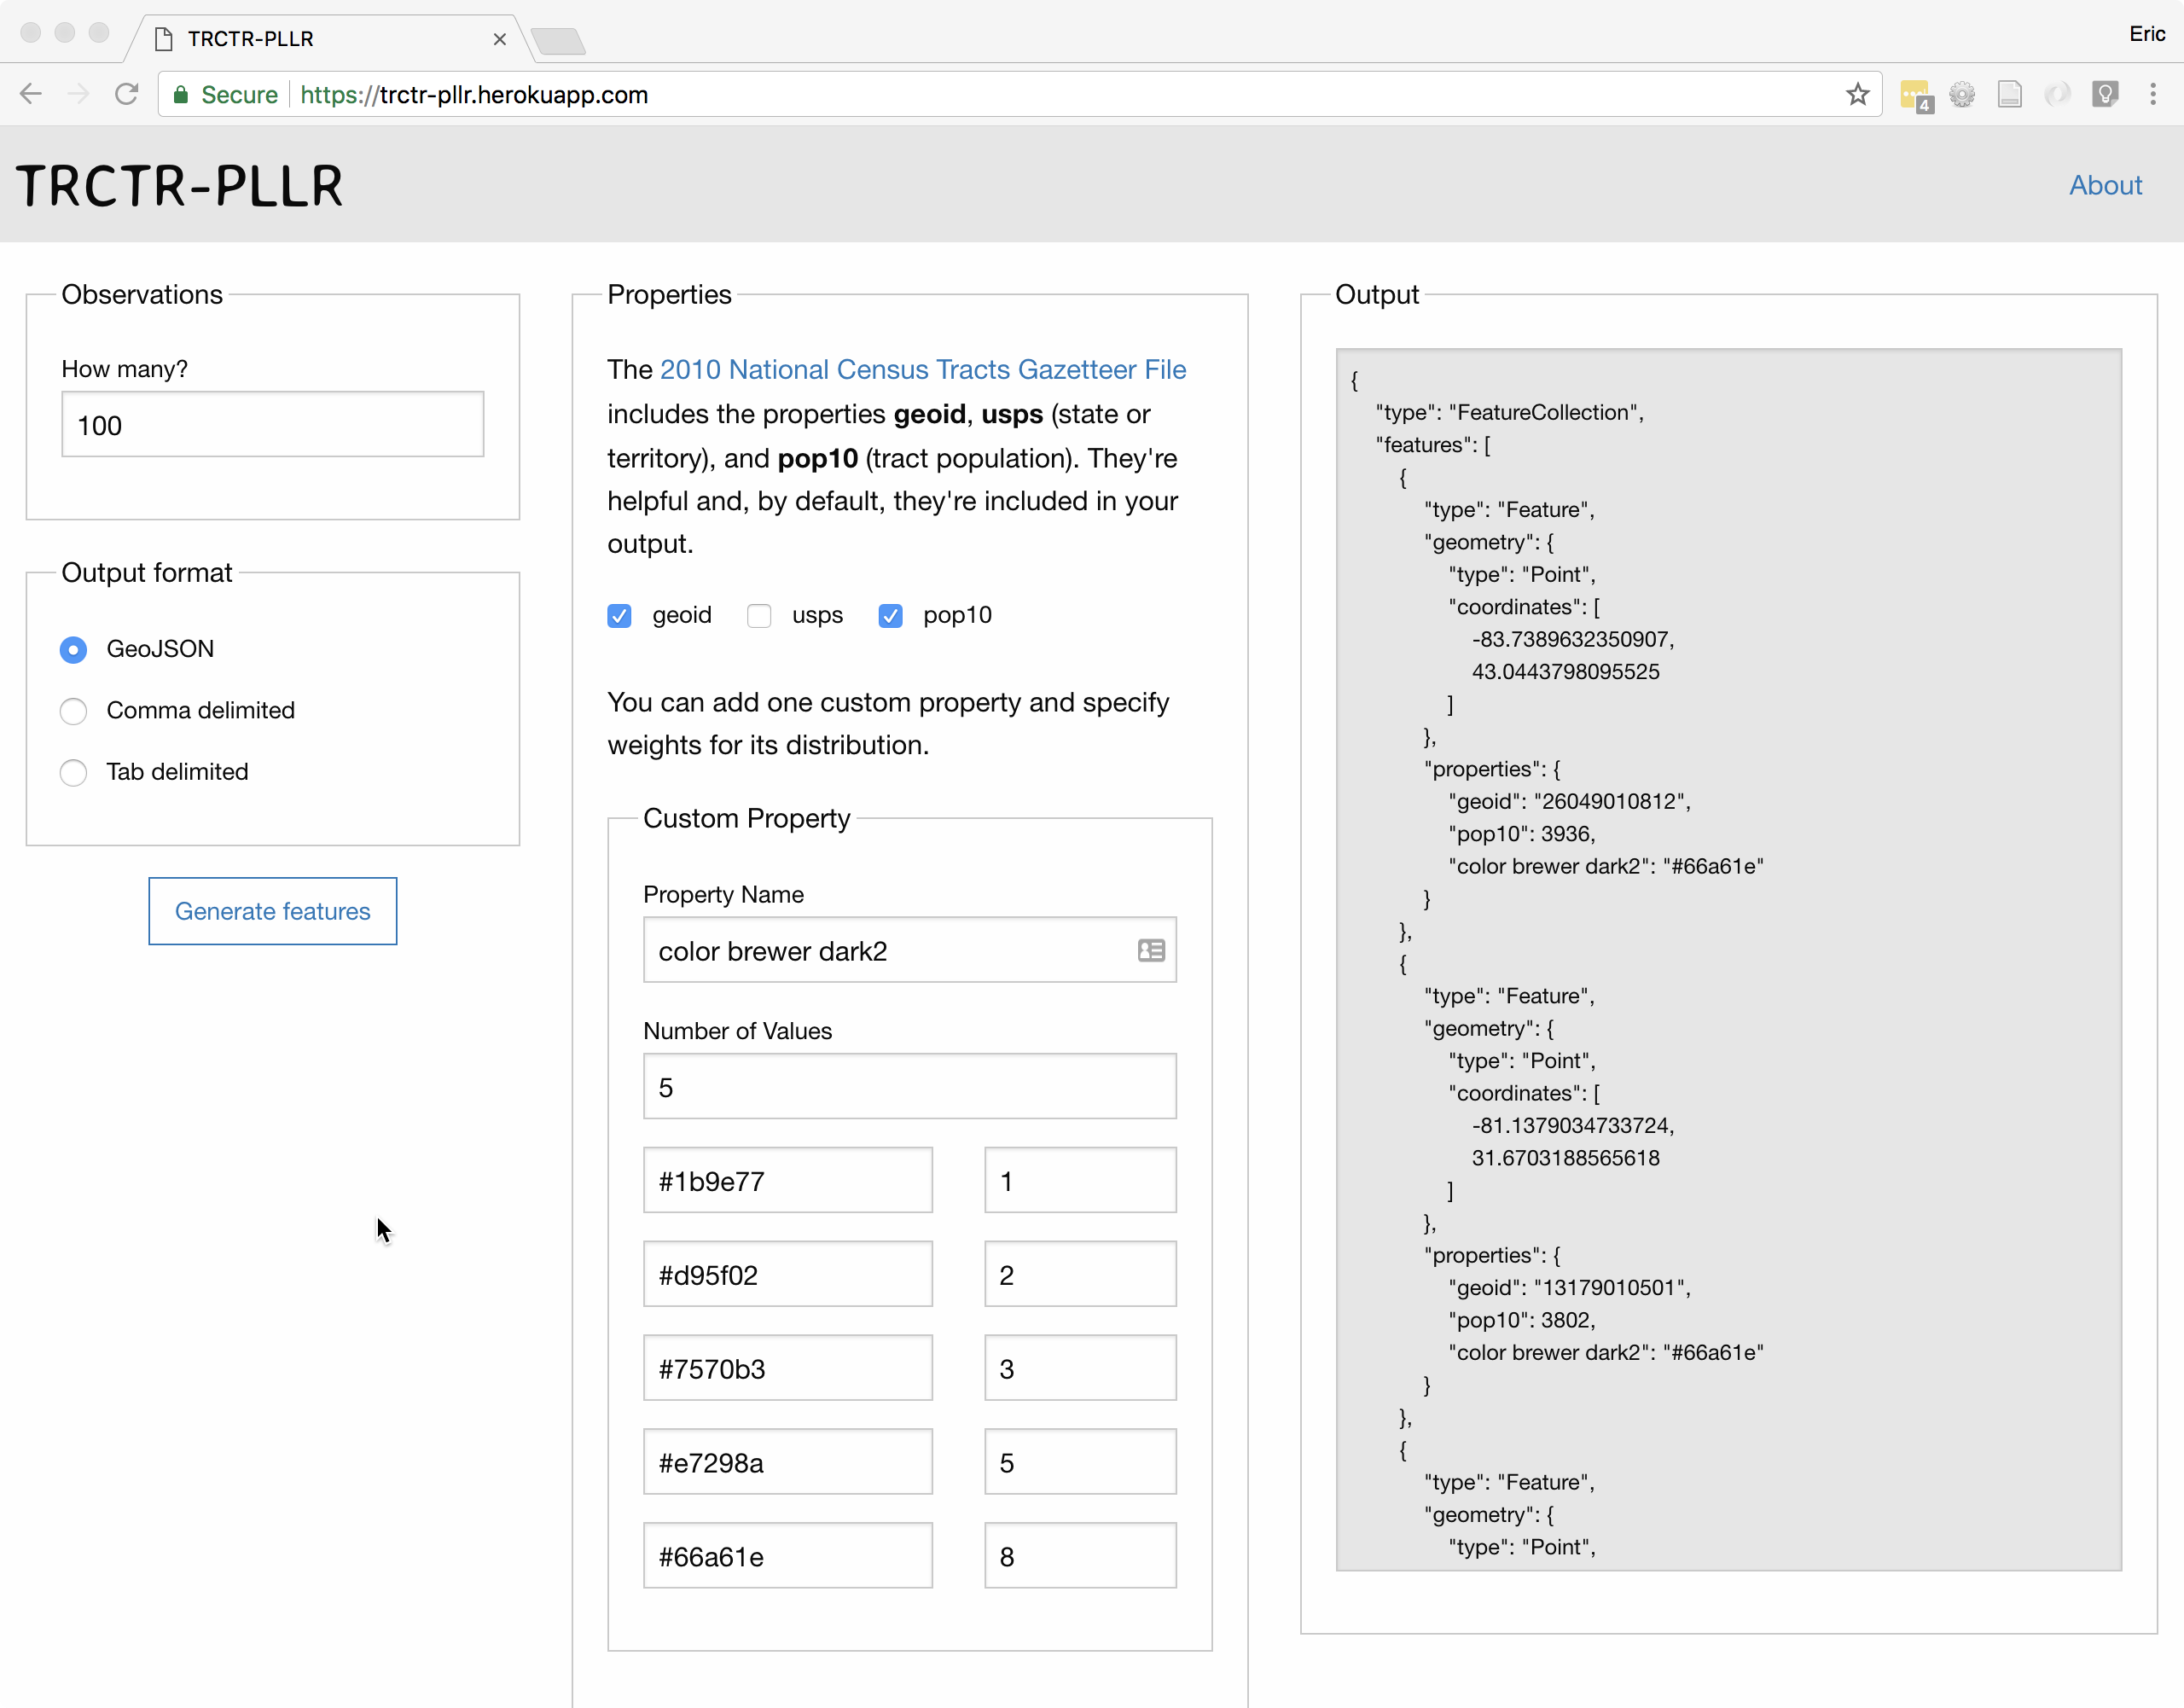 TRCTR-PLLR
Eric
Secure
https://trctr-pllr.herokuapp.com
4
TRCTR-PLLR
About
Observations
How many?
100
Output format
GeoJSON
Comma delimited
Tab delimited
Generate features
Properties
The 2010 National Census Tracts Gazetteer File
includes the properties geoid, usps (state or
territory), and pop10 (tract population). They're
helpful and, by default, they're included in your
output.
geoid usps pop10
You can add one custom property and specify
weights for its distribution.
Custom Property
Property Name
color brewer dark2
Number of Values
5
#1b9e77 1
#d95f02 2
#7570b3 3
#e7298a 5
#66a61e 8
Output
{
"type": "FeatureCollection",
"features": [
{
"type": "Feature",
"geometry": {
"type": "Point",
"coordinates": [
-83.7389632350907,
43.0443798095525
]
},
"properties": {
"geoid": "26049010812",
"pop10": 3936,
"color brewer dark2": "#66a61e"
}
},
{
"type": "Feature",
"geometry": {
"type": "Point",
"coordinates": [
-81.1379034733724,
31.6703188565618
]
},
"properties": {
"geoid": "13179010501",
"pop10": 3802,
"color brewer dark2": "#66a61e"
}
},
{
"type": "Feature",
"geometry": {
"type": "Point",